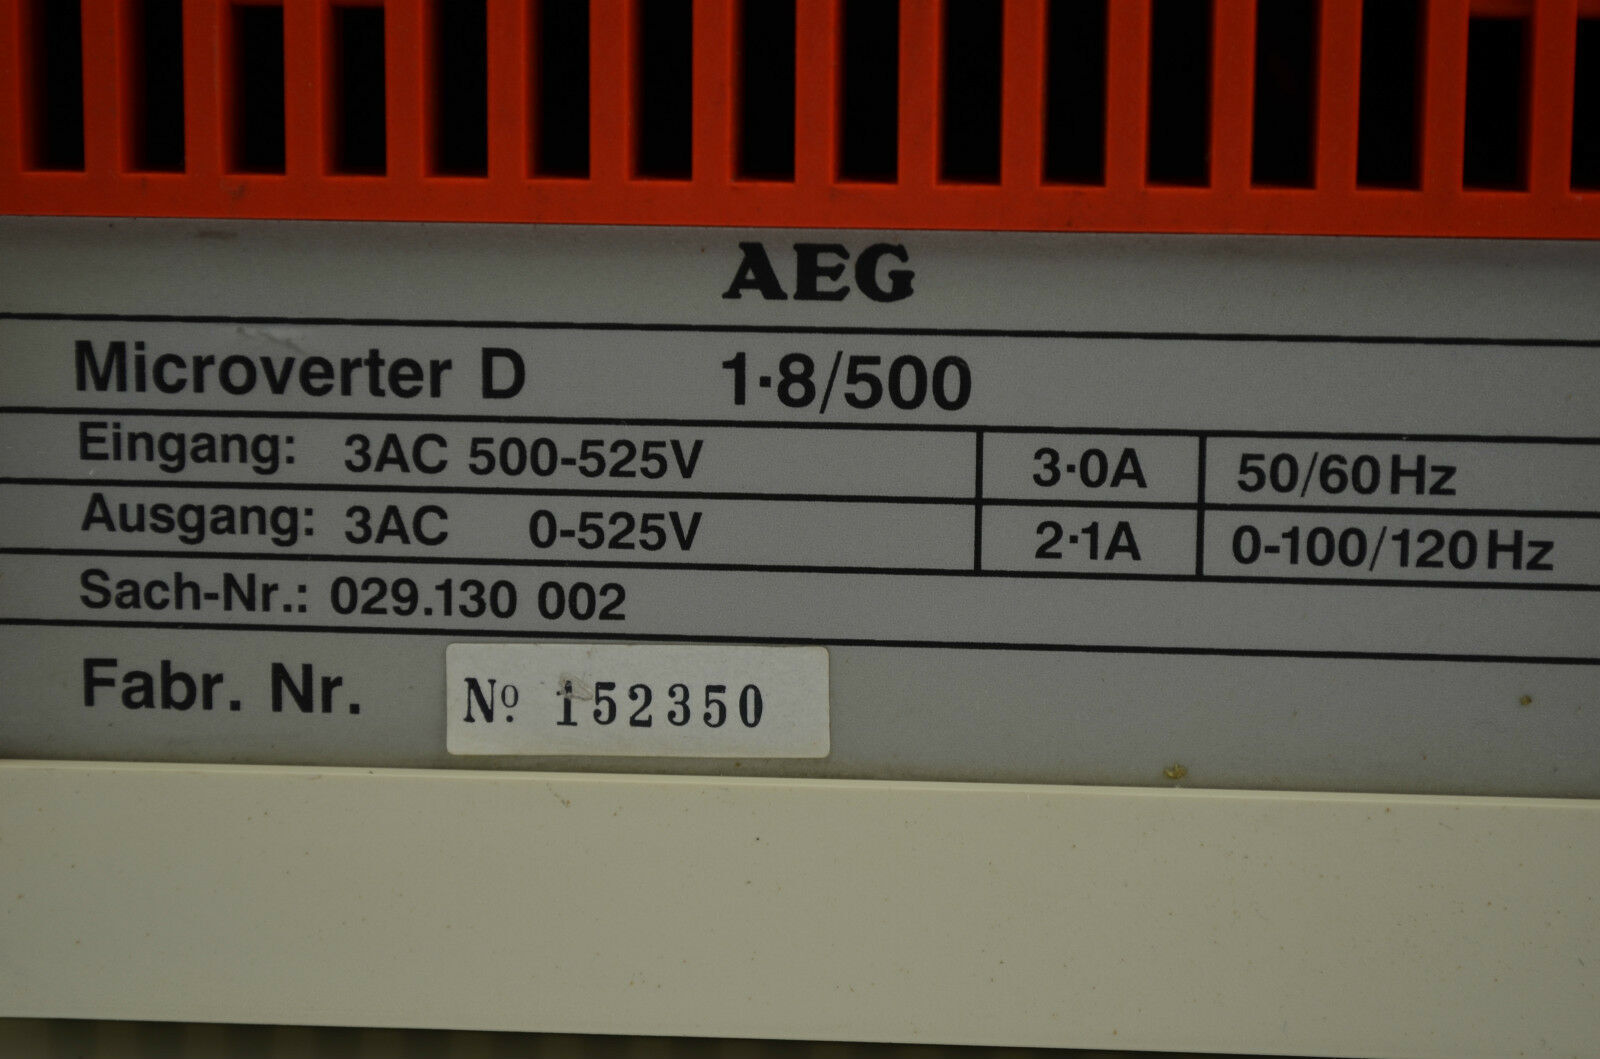 AEG
Microverter D 1·8/500
Eingang: 3AC 500-525V 3·0A 50/60Hz
Ausgang: 3AC 0-525V 2·1A 0-100/120Hz
Sach-Nr.: 029.130 002
Fabr. Nr. Nº. 152350